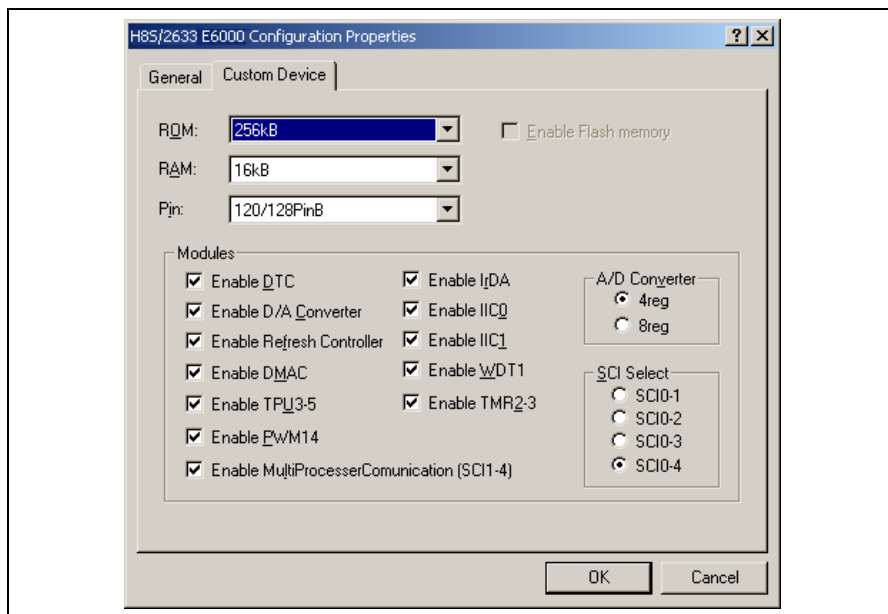 H8S/2633 E6000 Configuration Properties
General Custom Device
ROM: 256kB Enable Flash memory
RAM: 16kB
Pin: 120/128PinB
Modules
Enable DTC
Enable D/A Converter
Enable Refresh Controller
Enable DMAC
Enable TPU3-5
Enable PWM14
Enable MultiProcesserComunication (SCI1-4)
Enable IrDA
Enable IIC0
Enable IIC1
Enable WDT1
Enable TMR2-3
A/D Converter
4reg
8reg
SCI Select
SCI0-1
SCI0-2
SCI0-3
SCI0-4
OK Cancel